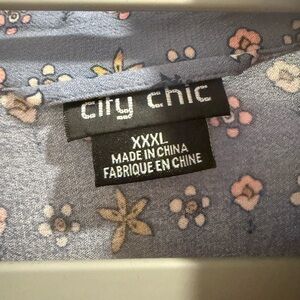 city chic
XXXL
MADE IN CHINA
FABRIQUE EN CHINE